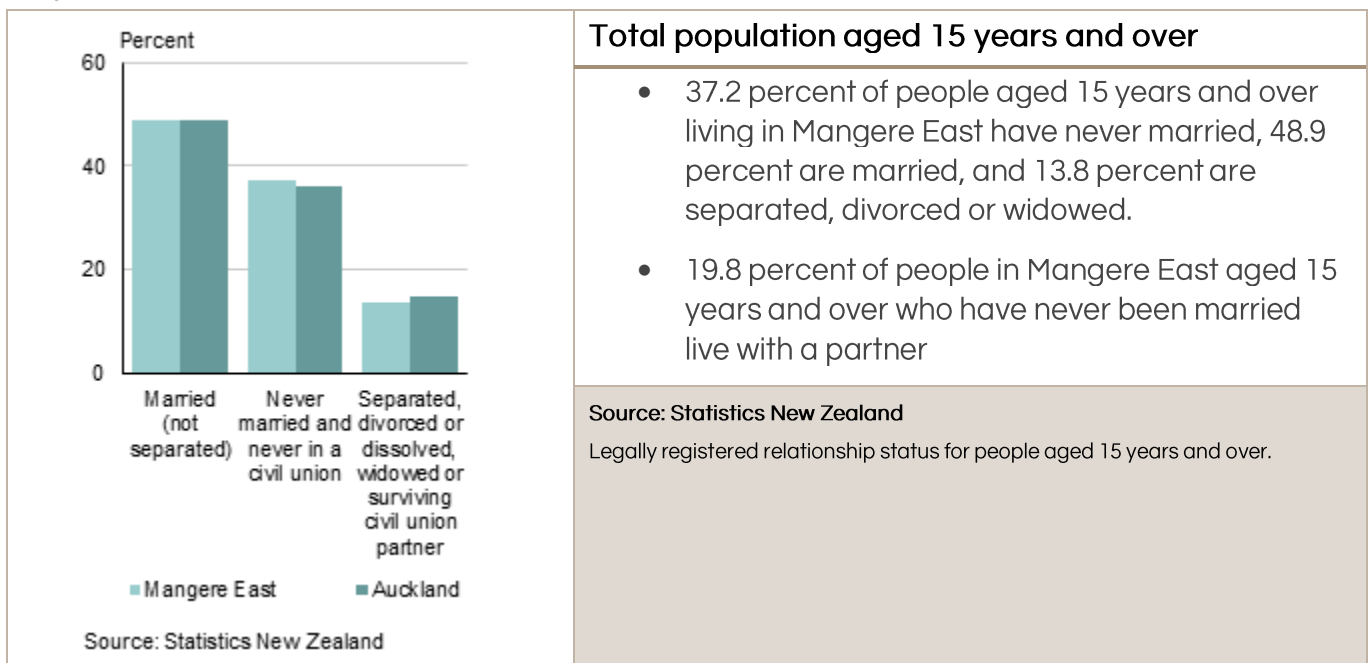 Percent
60
40
20
0
Married
(not
separated)
Never
married and
never in a
civil union
Separated,
divorced or
dissolved,
widowed or
surviving
civil union
partner
Mangere East
Auckland
Source: Statistics New Zealand
Total population aged 15 years and over
• 37.2 percent of people aged 15 years and over
living in Mangere East have never married, 48.9
percent are married, and 13.8 percent are
separated, divorced or widowed.
• 19.8 percent of people in Mangere East aged 15
years and over who have never been married
live with a partner
Source: Statistics New Zealand
Legally registered relationship status for people aged 15 years and over.